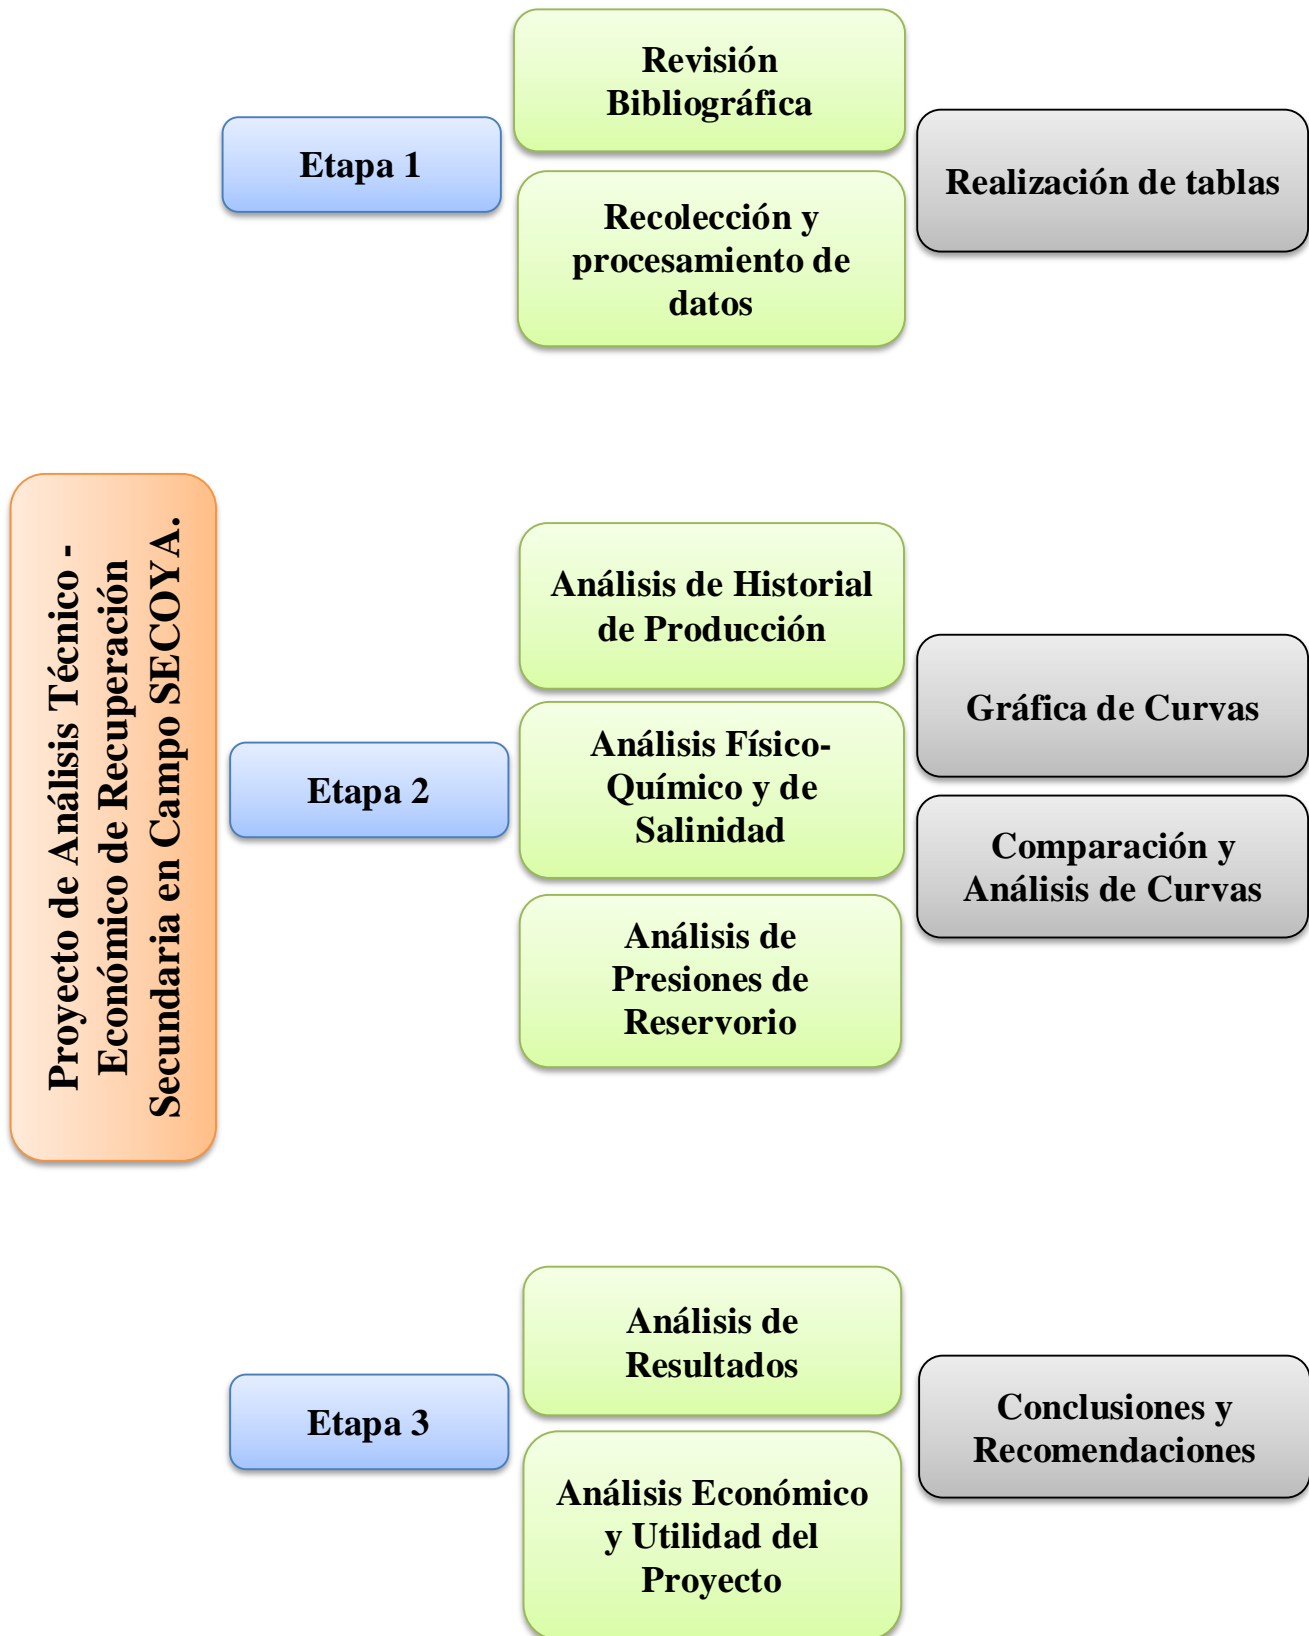 Proyecto de Análisis Técnico -
Económico de Recuperación
Secundaria en Campo SECOYA.
Etapa 1
Revisión
Bibliográfica
Recolección y
procesamiento de
datos
Realización de tablas
Etapa 2
Análisis de Historial
de Producción
Análisis Físico-
Químico y de
Salinidad
Análisis de
Presiones de
Reservorio
Gráfica de Curvas
Comparación y
Análisis de Curvas
Etapa 3
Análisis de
Resultados
Análisis Económico
y Utilidad del
Proyecto
Conclusiones y
Recomendaciones